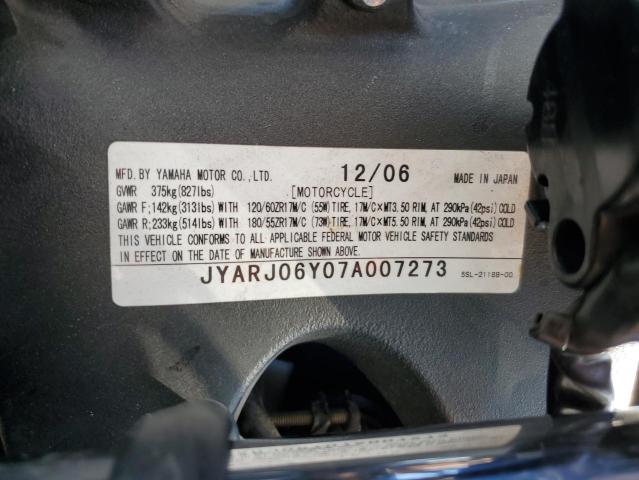 MFD.BY YAMAHA MOTOR CO.,LTD. 12/06 MADE IN JAPAN
GVWR 375kg(827lbs) [MOTORCYCLE]
GAWR F:142kg(313lbs)WITH 120/60ZR17M/C (55W)TIRE,17M/C×MT3.50 RIM,AT 290kPa(42psi)COLD
GAWR R:233kg(514lbs)WITH 180/55ZR17M/C (73W)TIRE,17M/C×MT5.50 RIM,AT 290kPa(42psi)COLD
THIS VEHICLE CONFORMS TO ALL APPLICABLE FEDERAL MOTOR VEHICLE SAFETY STANDARDS
IN EFFECT ON THE DATE OF MANUFACTURE SHOWN ABOVE.
JYARJ06Y07A007273 5SL-2118B-00